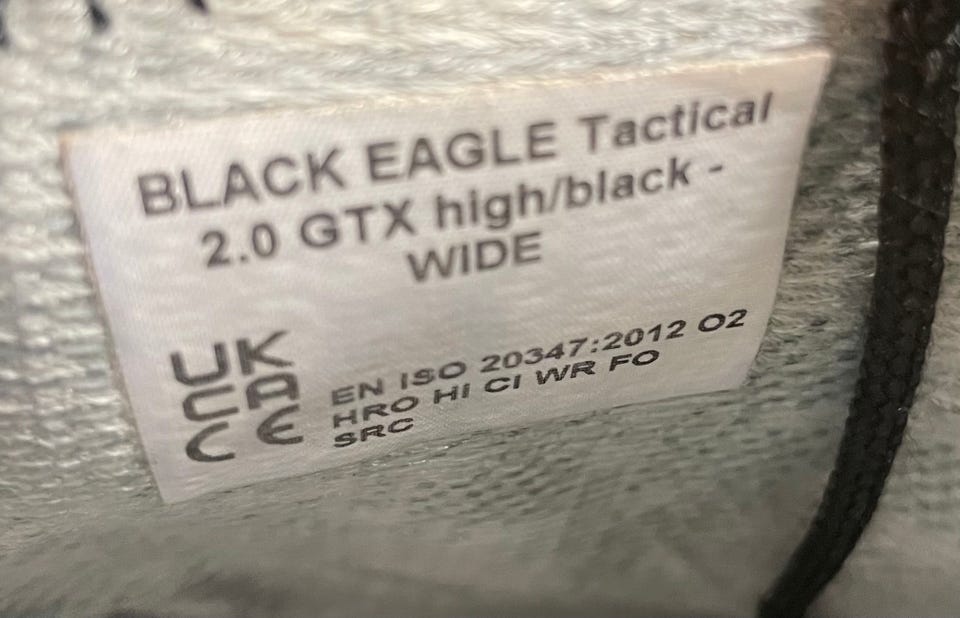 BLACK EAGLE Tactical
2.0 GTX high/black -
WIDE
UK
CA
CE
EN ISO 20347:2012 O2
HRO HI CI WR FO
SRC